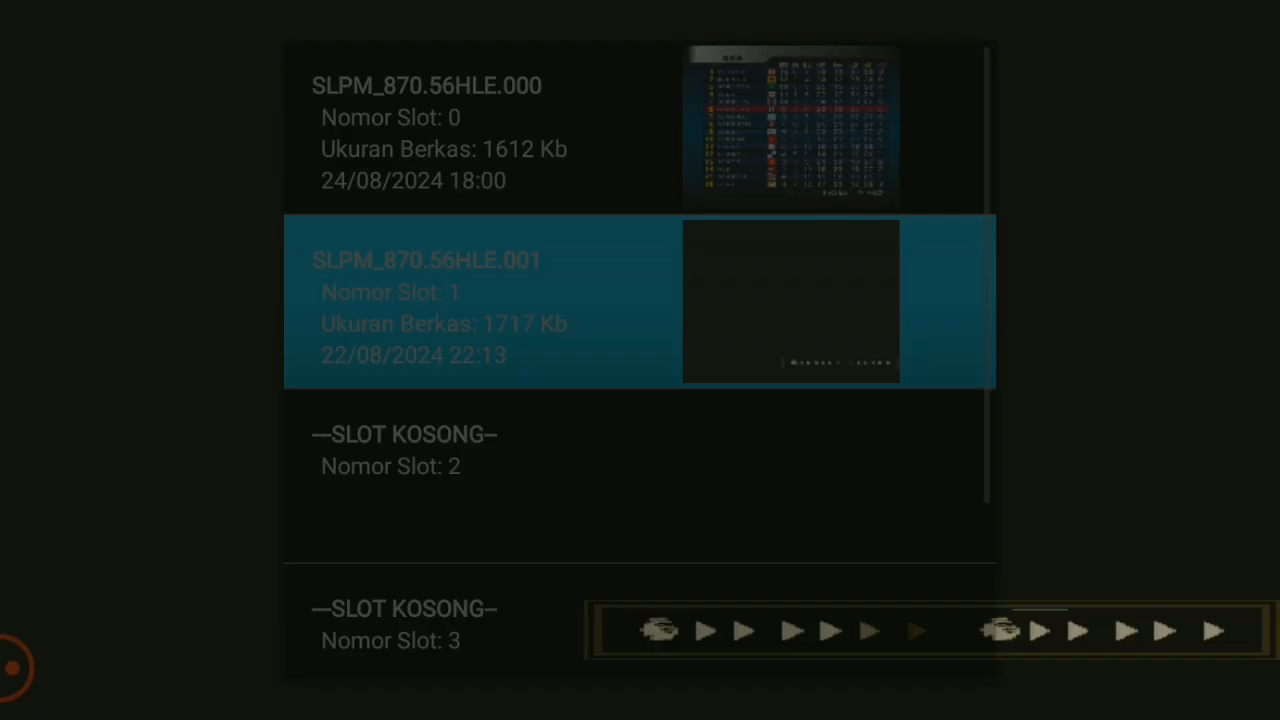 SLPM_870.56HLE.000
Nomor Slot: 0
Ukuran Berkas: 1612 Kb
24/08/2024 18:00
SLPM_870.56HLE.001
Nomor Slot: 1
Ukuran Berkas: 1717 Kb
22/08/2024 22:13
—SLOT KOSONG–
Nomor Slot: 2
—SLOT KOSONG–
Nomor Slot: 3